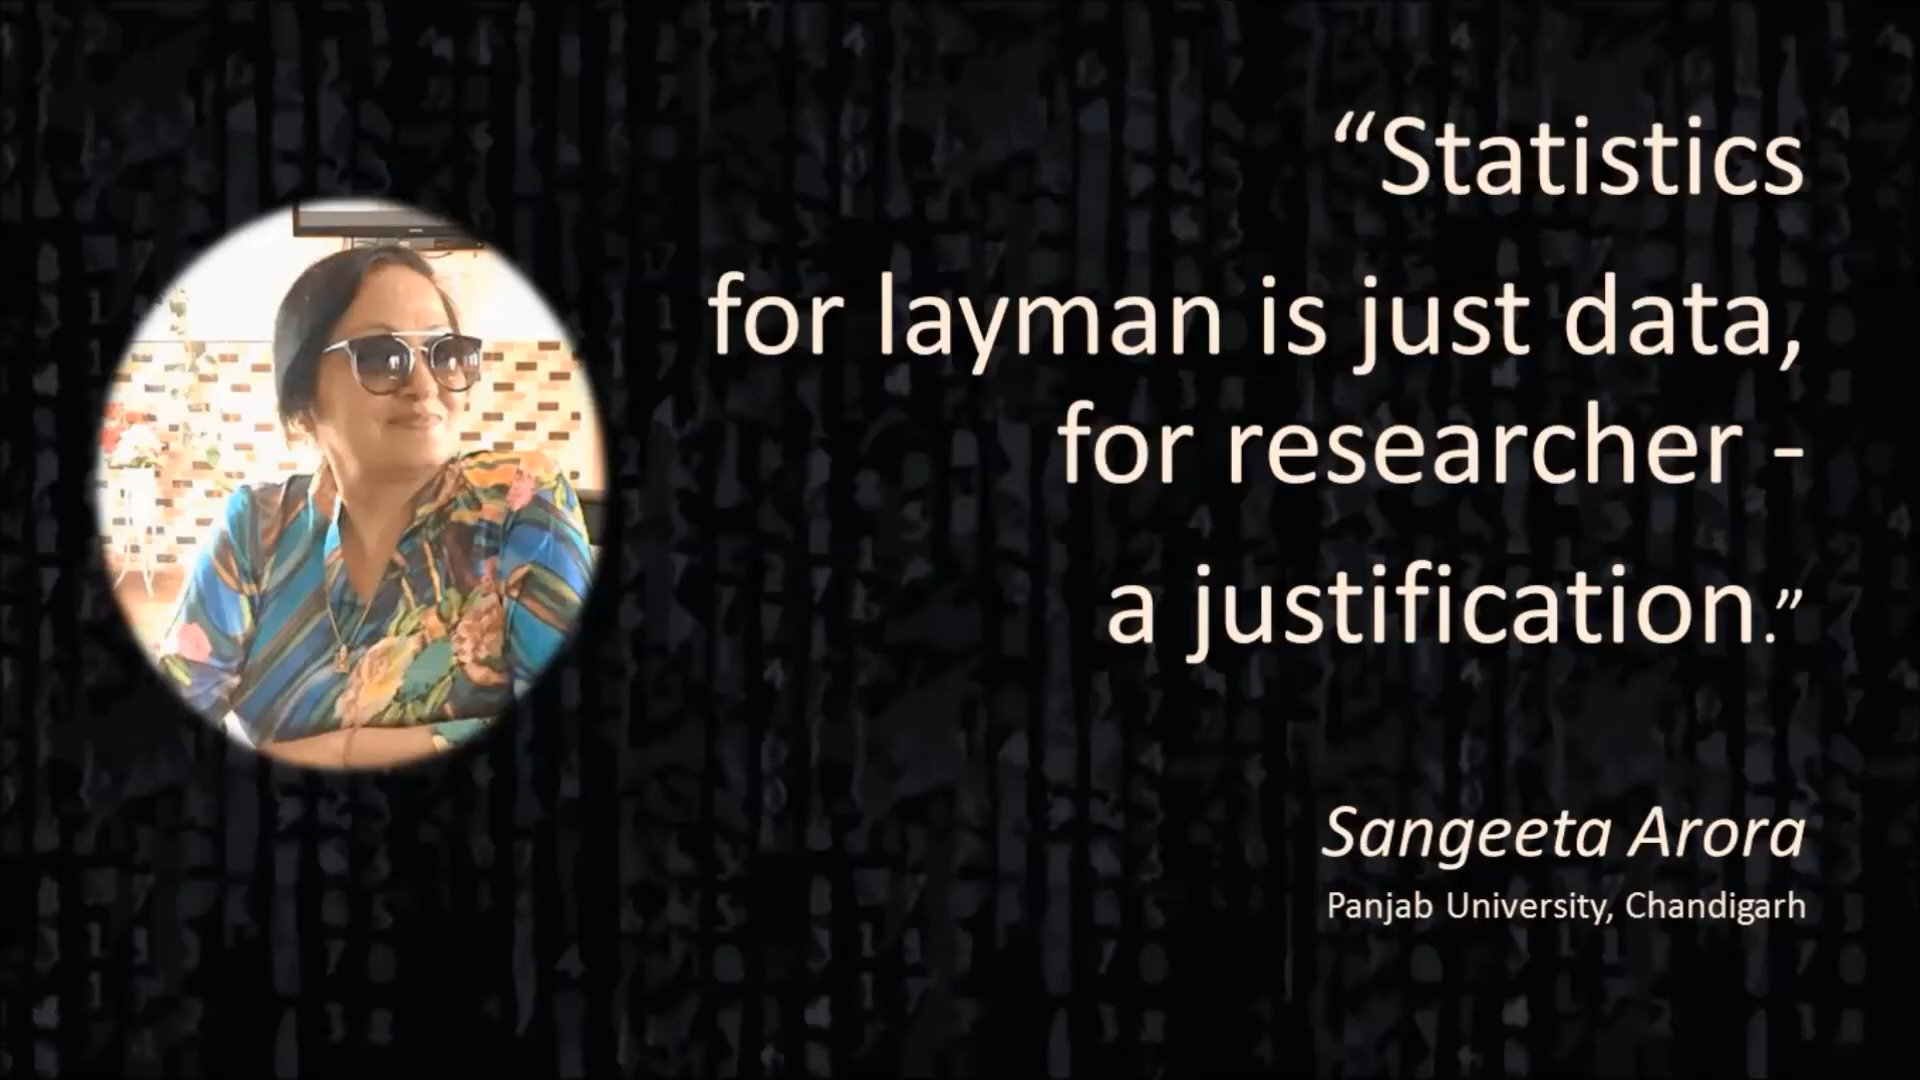 “Statistics
for layman is just data,
for researcher -
a justification.”
Sangeeta Arora
Panjab University, Chandigarh